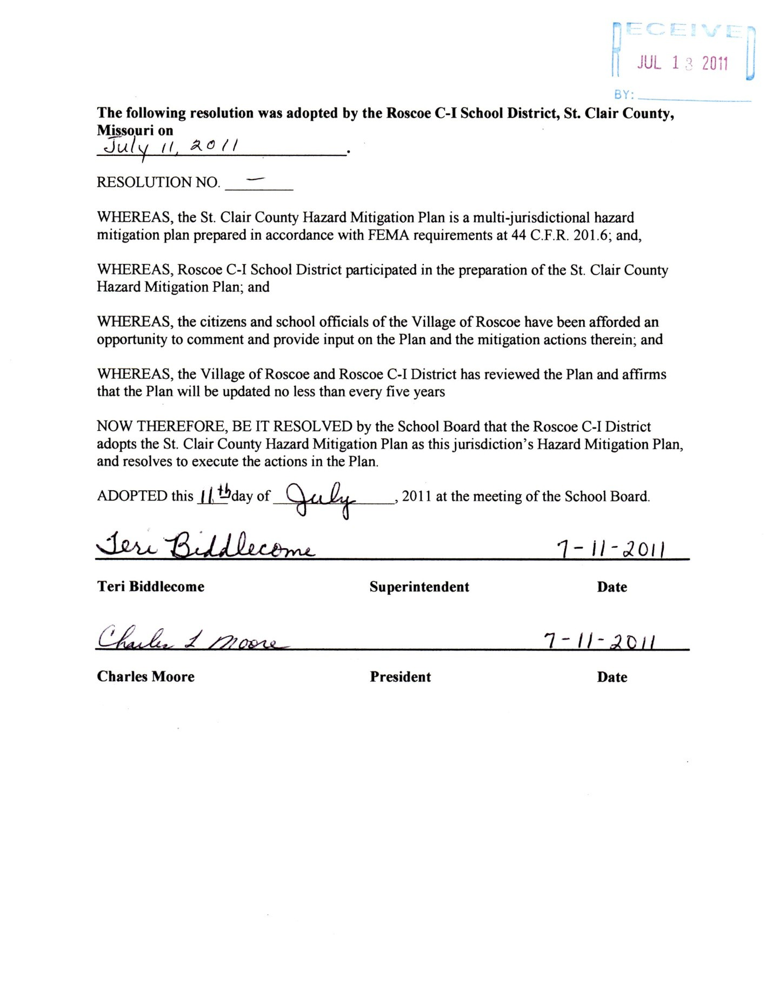 RECEIVED
JUL 13 2011
BY:
The following resolution was adopted by the Roscoe C-I School District, St. Clair County,
Missouri on
July 11, 2011 .
RESOLUTION NO. —
WHEREAS, the St. Clair County Hazard Mitigation Plan is a multi-jurisdictional hazard
mitigation plan prepared in accordance with FEMA requirements at 44 C.F.R. 201.6; and,
WHEREAS, Roscoe C-I School District participated in the preparation of the St. Clair County
Hazard Mitigation Plan; and
WHEREAS, the citizens and school officials of the Village of Roscoe have been afforded an
opportunity to comment and provide input on the Plan and the mitigation actions therein; and
WHEREAS, the Village of Roscoe and Roscoe C-I District has reviewed the Plan and affirms
that the Plan will be updated no less than every five years
NOW THEREFORE, BE IT RESOLVED by the School Board that the Roscoe C-I District
adopts the St. Clair County Hazard Mitigation Plan as this jurisdiction's Hazard Mitigation Plan,
and resolves to execute the actions in the Plan.
ADOPTED this 11th day of July, 2011 at the meeting of the School Board.
Teri Biddlecome 7-11-2011
Teri Biddlecome Superintendent Date
Charles L Moore 7-11-2011
Charles Moore President Date